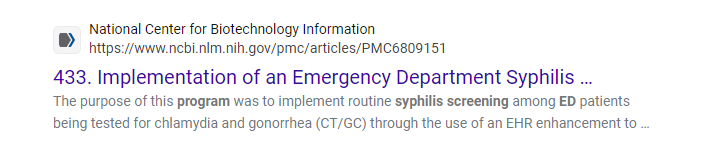 National Center for Biotechnology Information
https://www.ncbi.nlm.nih.gov/pmc/articles/PMC6809151
433. Implementation of an Emergency Department Syphilis ...
The purpose of this program was to implement routine syphilis screening among ED patients
being tested for chlamydia and gonorrhea (CT/GC) through the use of an EHR enhancement to ...